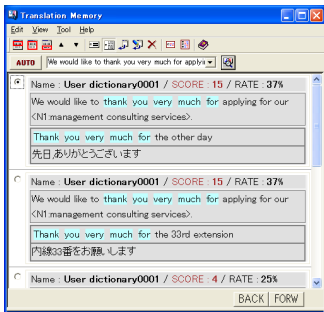 Translation Memory
Edit View Tool Help
AUTO We would like to thank you very much for applyi
Name : User dictionary0001 / SCORE : 15 / RATE : 37%
We would like to thank you very much for applying for our
<N1:management consulting services>.
Thank you very much for the other day
先日,ありがとうございます
Name : User dictionary0001 / SCORE : 15 / RATE : 37%
We would like to thank you very much for applying for our
<N1:management consulting services>.
Thank you very much for the 33rd extension
内線33番をお願いします
Name : User dictionary0001 / SCORE : 4 / RATE : 25%
BACK FORW